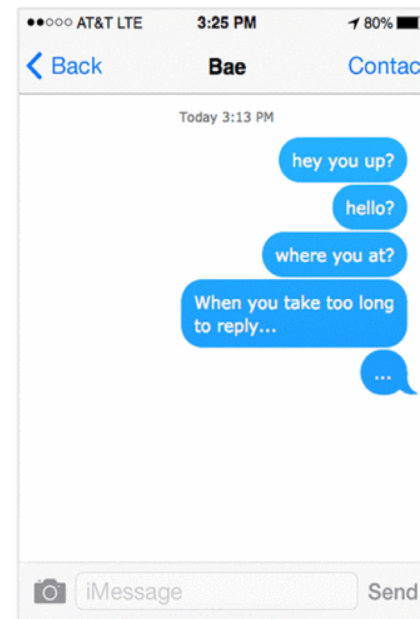 AT&T LTE 3:25 PM 80%
Back Bae Contac
Today 3:13 PM
hey you up?
hello?
where you at?
When you take too long
to reply...
...
iMessage Send